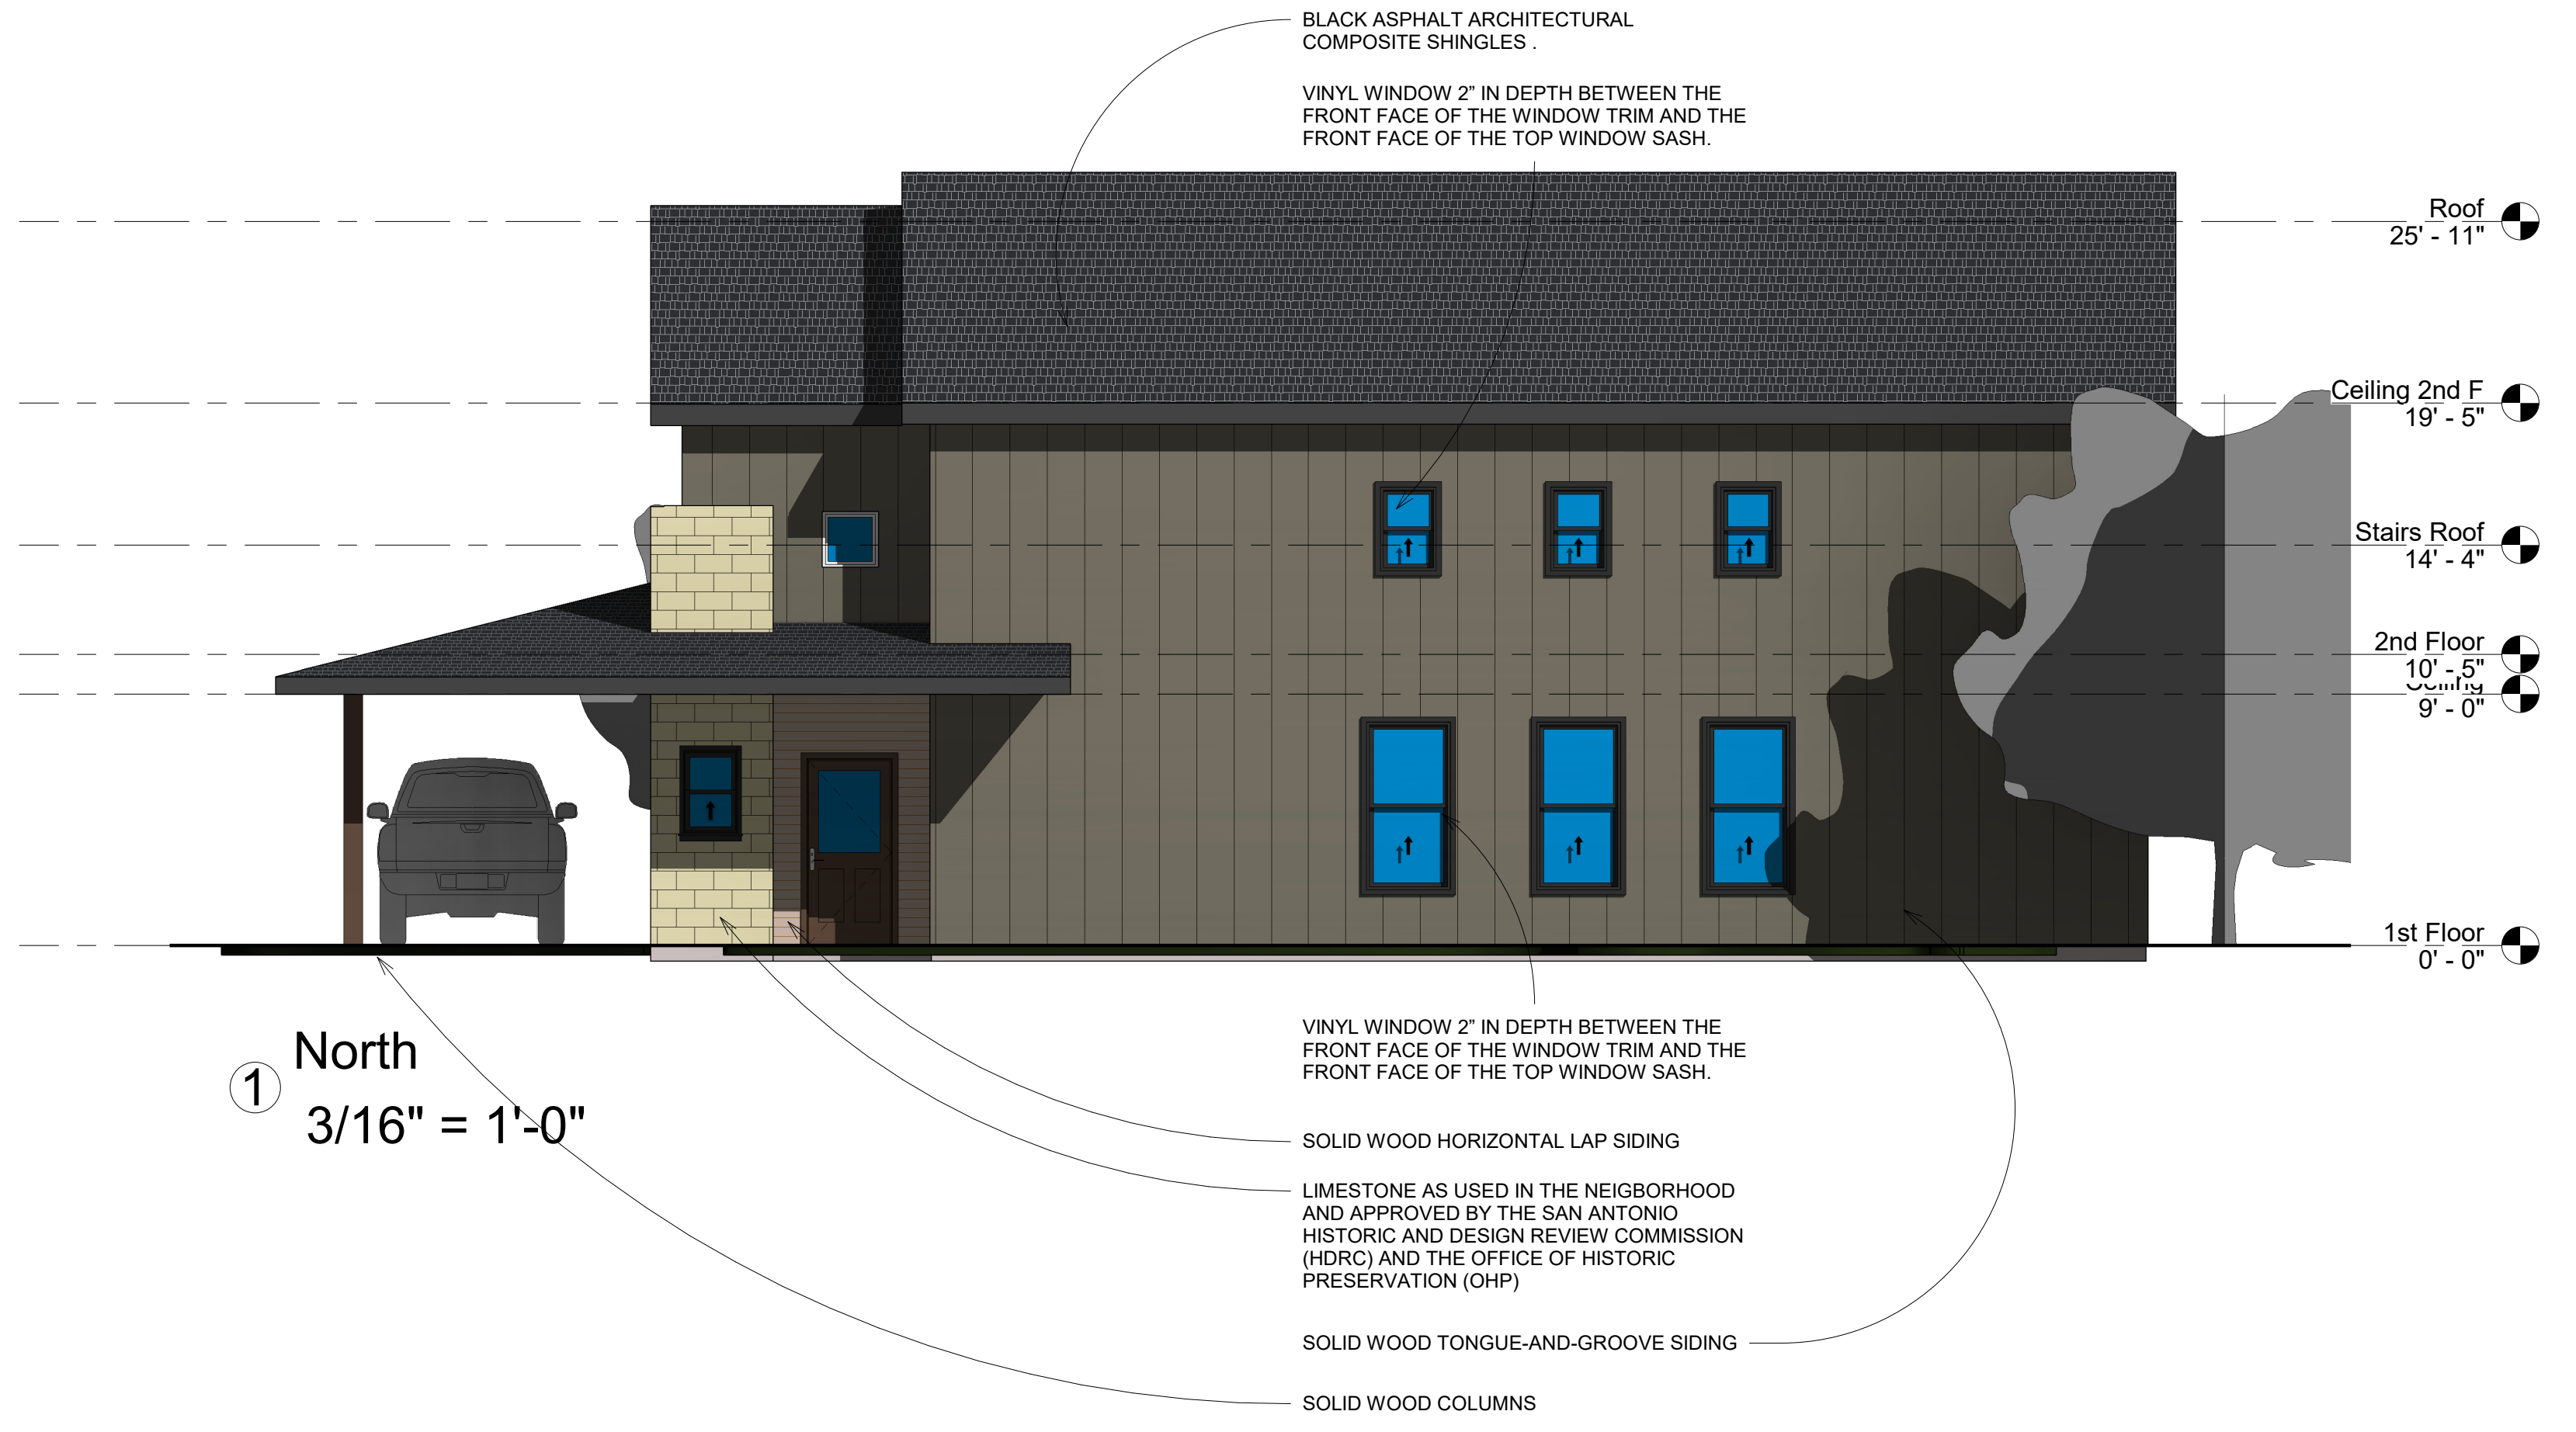 BLACK ASPHALT ARCHITECTURAL
COMPOSITE SHINGLES .
VINYL WINDOW 2” IN DEPTH BETWEEN THE
FRONT FACE OF THE WINDOW TRIM AND THE
FRONT FACE OF THE TOP WINDOW SASH.
Roof
25' - 11"
Ceiling 2nd F
19' - 5"
Stairs Roof
14' - 4"
2nd Floor
10' - 5"
Ceiling
9' - 0"
1st Floor
0' - 0"
1
North
3/16" = 1'-0"
VINYL WINDOW 2” IN DEPTH BETWEEN THE
FRONT FACE OF THE WINDOW TRIM AND THE
FRONT FACE OF THE TOP WINDOW SASH.
SOLID WOOD HORIZONTAL LAP SIDING
LIMESTONE AS USED IN THE NEIGBORHOOD
AND APPROVED BY THE SAN ANTONIO
HISTORIC AND DESIGN REVIEW COMMISSION
(HDRC) AND THE OFFICE OF HISTORIC
PRESERVATION (OHP)
SOLID WOOD TONGUE-AND-GROOVE SIDING
SOLID WOOD COLUMNS